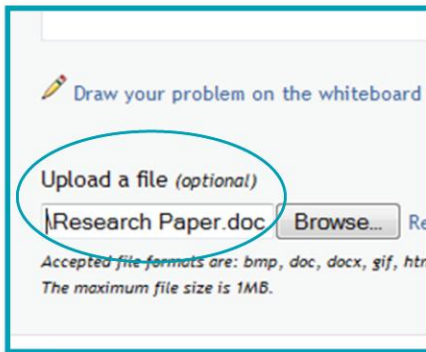 Draw your problem on the whiteboard
Upload a file (optional)
\Research Paper.doc Browse...
Accepted file formats are: bmp, doc, docx, gif,
The maximum file size is 1MB.